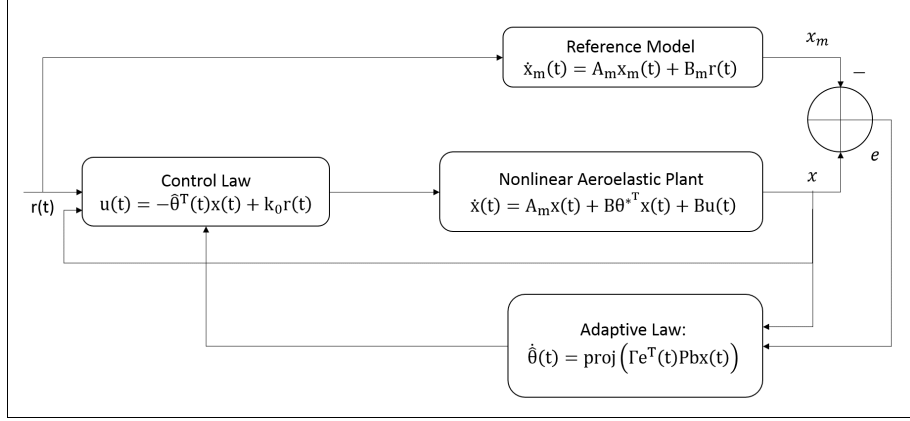 Reference Model
ẋₘ(t) = Aₘxₘ(t) + Bₘr(t)
xₘ
−
e
x
r(t)
Control Law
u(t) = −θ̂ᵀ(t)x(t) + k₀r(t)
Nonlinear Aeroelastic Plant
ẋ(t) = Aₘx(t) + Bθ*ᵀx(t) + Bu(t)
Adaptive Law:
θ̂̇(t) = proj(Γeᵀ(t)Pbx(t))